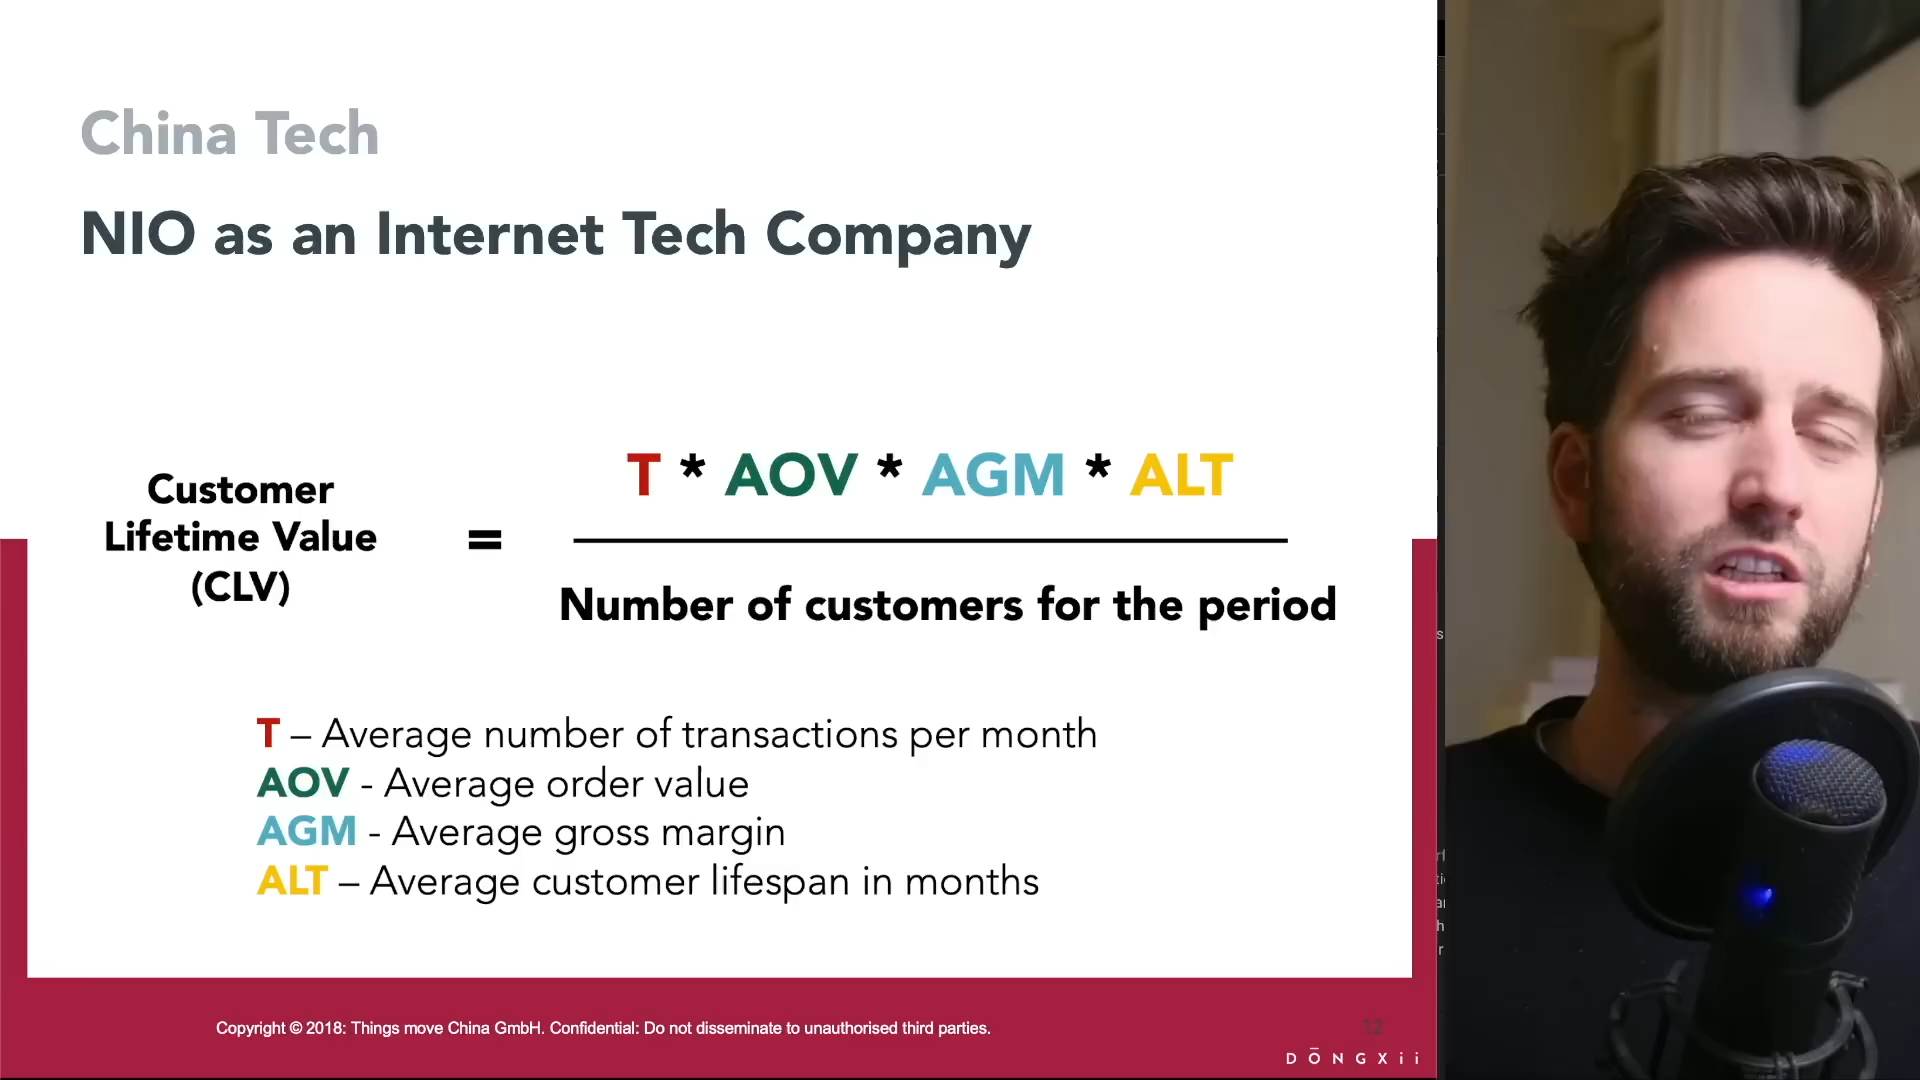 China Tech
NIO as an Internet Tech Company
Customer
Lifetime Value
(CLV)
=
T * AOV * AGM * ALT
Number of customers for the period
T – Average number of transactions per month
AOV - Average order value
AGM - Average gross margin
ALT – Average customer lifespan in months
Copyright © 2018: Things move China GmbH. Confidential: Do not disseminate to unauthorised third parties.
12
DŌNGXii